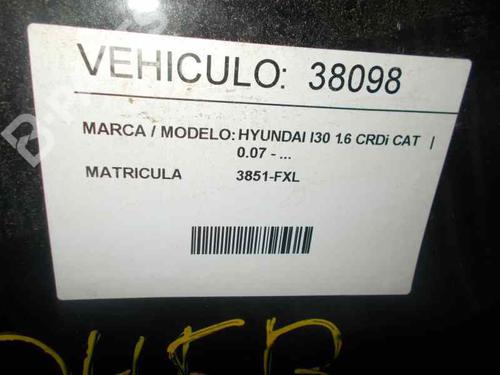 VEHICULO: 38098
MARCA / MODELO: HYUNDAI I30 1.6 CRDi CAT |
0.07 - ...
MATRICULA 3851-FXL